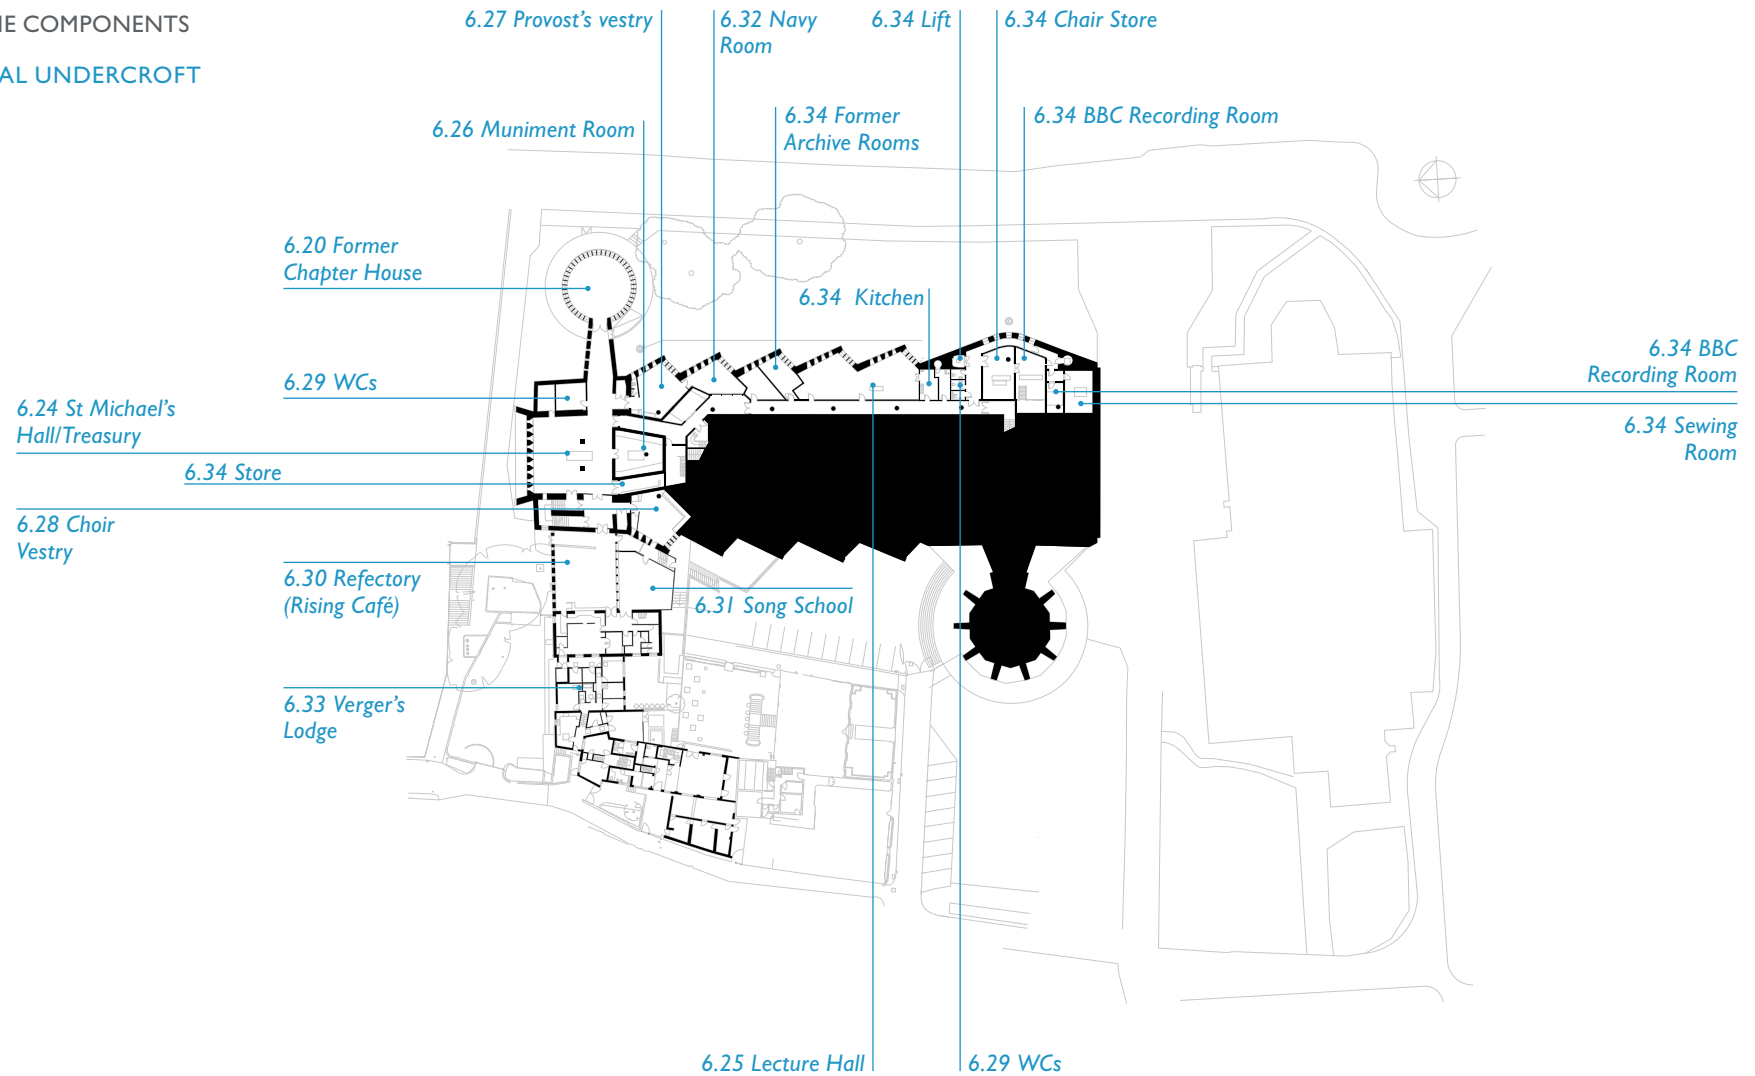 COMPONENTS
UNDERCROFT
6.27 Provost’s vestry
6.32 Navy
Room
6.34 Lift
6.34 Chair Store
6.26 Muniment Room
6.34 Former
Archive Rooms
6.34 BBC Recording Room
6.20 Former
Chapter House
6.34 Kitchen
6.34 BBC
Recording Room
6.29 WCs
6.24 St Michael’s
Hall/Treasury
6.34 Sewing
Room
6.34 Store
6.28 Choir
Vestry
6.30 Refectory
(Rising Café)
6.31 Song School
6.33 Verger’s
Lodge
6.25 Lecture Hall
6.29 WCs